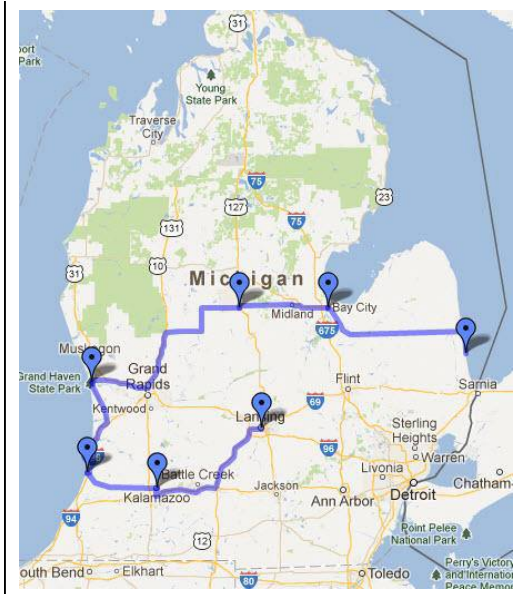 31
port
Park
Young
State Park
Traverse
City
75
127
23
131
75
31
10
Michigan
Midland
Bay City
675
Muskegon
Grand Haven
State Park
Grand
Rapids
Kentwood
Flint
Sarnia
69
Lansing
Sterling
Heights
Warren
96
Livonia
Battle Creek
Kalamazoo
Jackson
Ann Arbor
Detroit
Chatham-
94
12
Point Pelee
National Park
outh Bend
Elkhart
80
Toledo
Perry's Victory
and Internation
Peace Memo